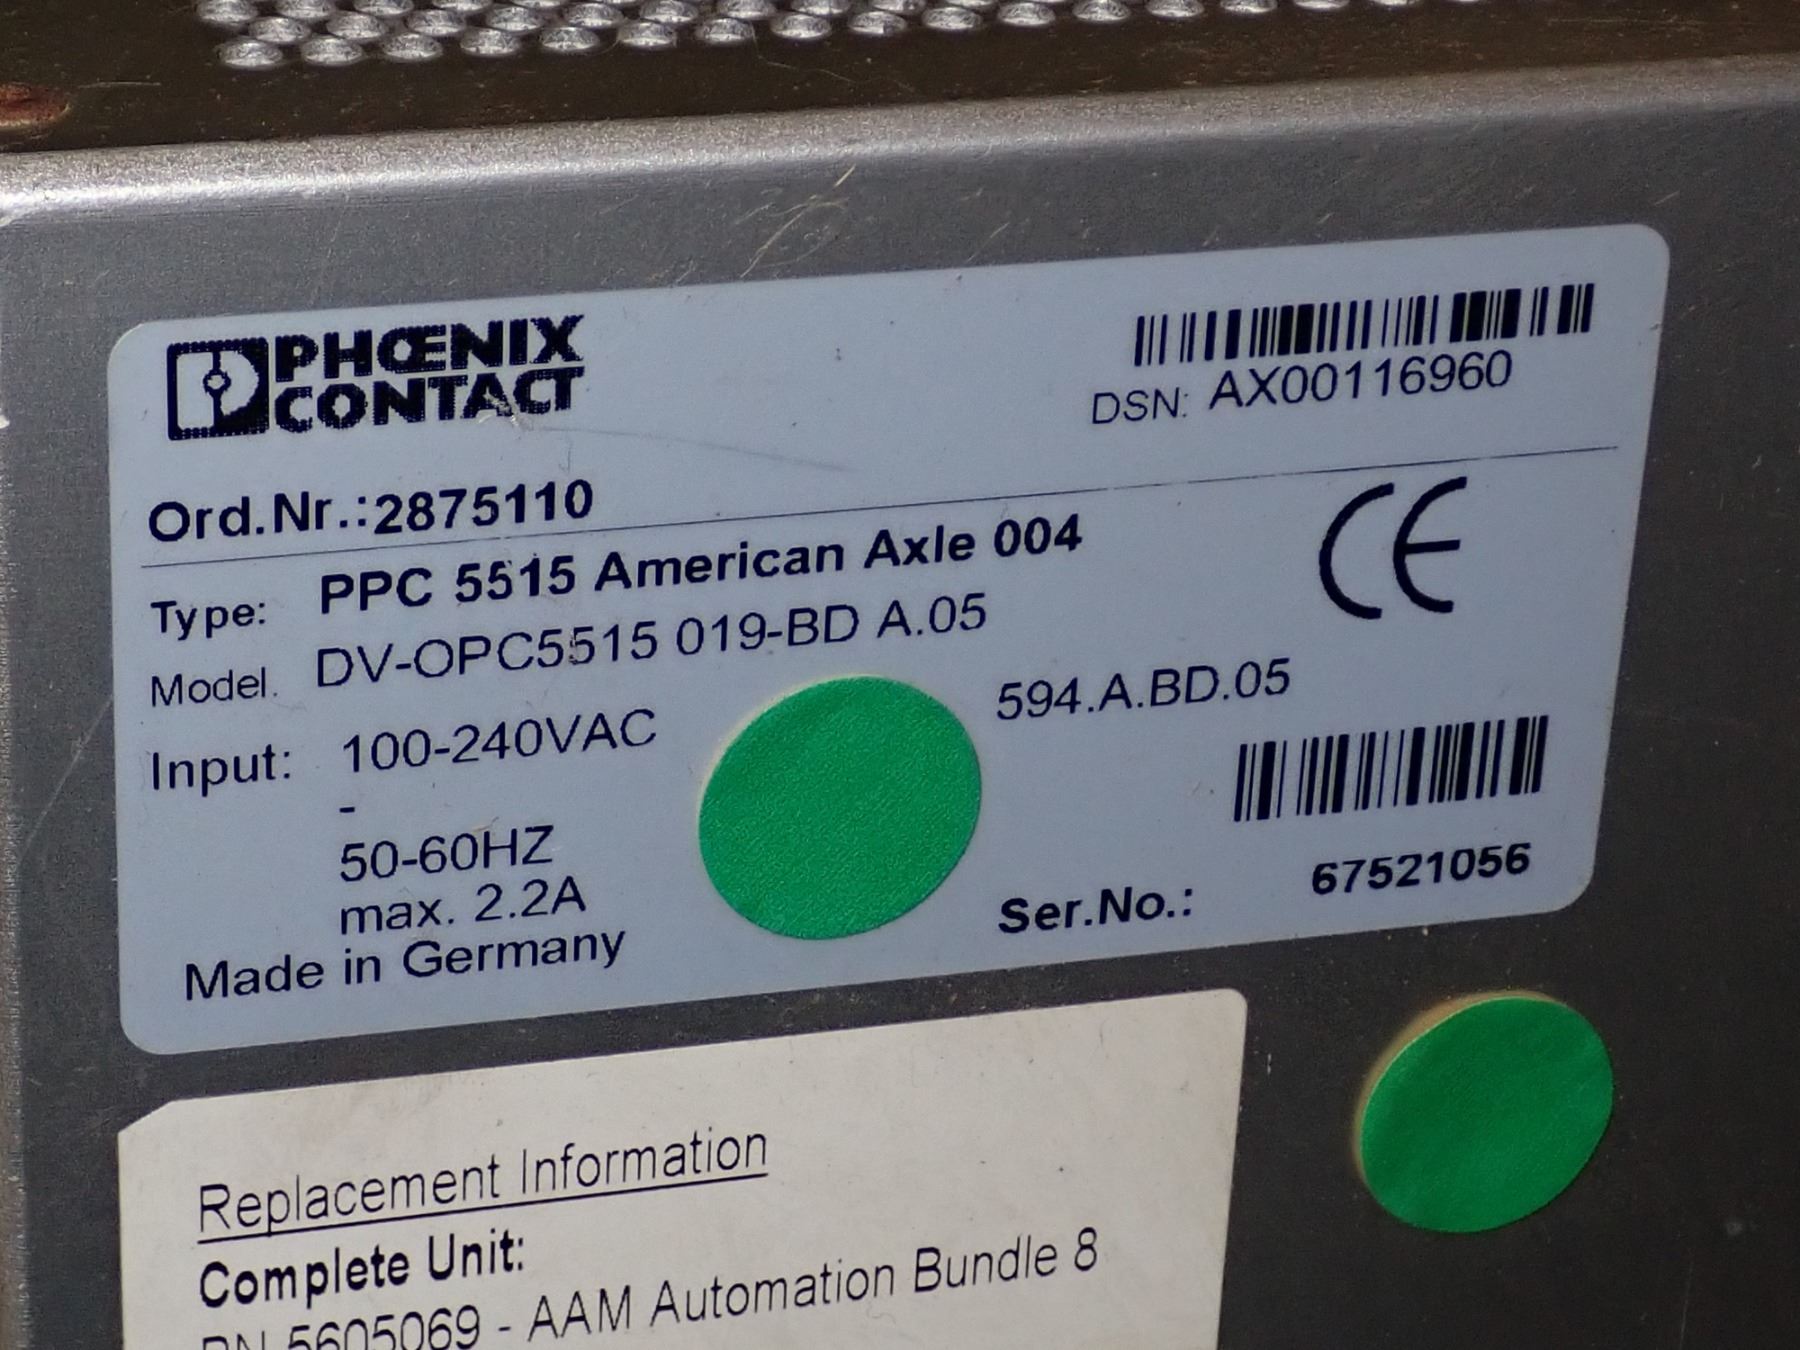 PHŒNIX
CONTACT
DSN: AX00116960
Ord.Nr.:2875110
Type: PPC 5515 American Axle 004
Model. DV-OPC5515 019-BD A.05
594.A.BD.05
Input: 100-240VAC
-
50-60HZ
max. 2.2A
Made in Germany
Ser.No.: 67521056
Replacement Information
Complete Unit:
PN 5605069 - AAM Automation Bundle 8